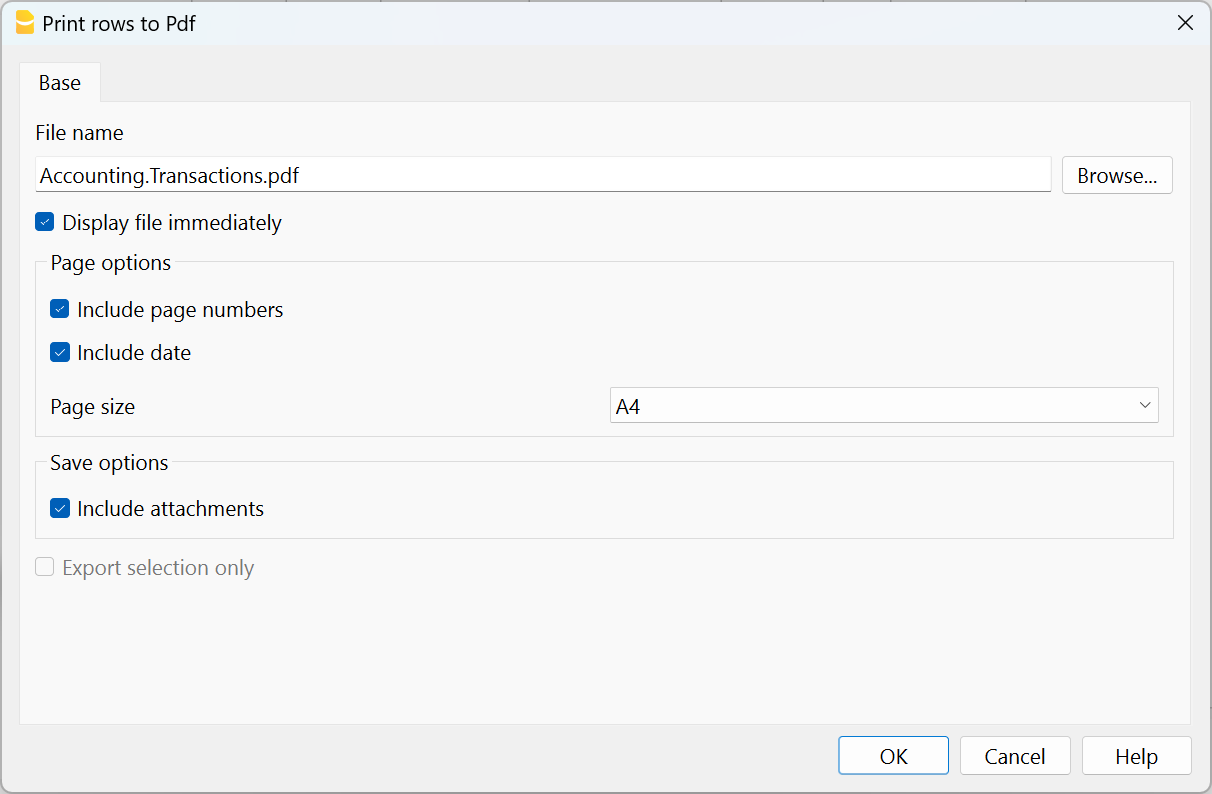 Print rows to Pdf
Base
File name
Accounting.Transactions.pdf
Browse...
Display file immediately
Page options
Include page numbers
Include date
Page size
A4
Save options
Include attachments
Export selection only
OK
Cancel
Help